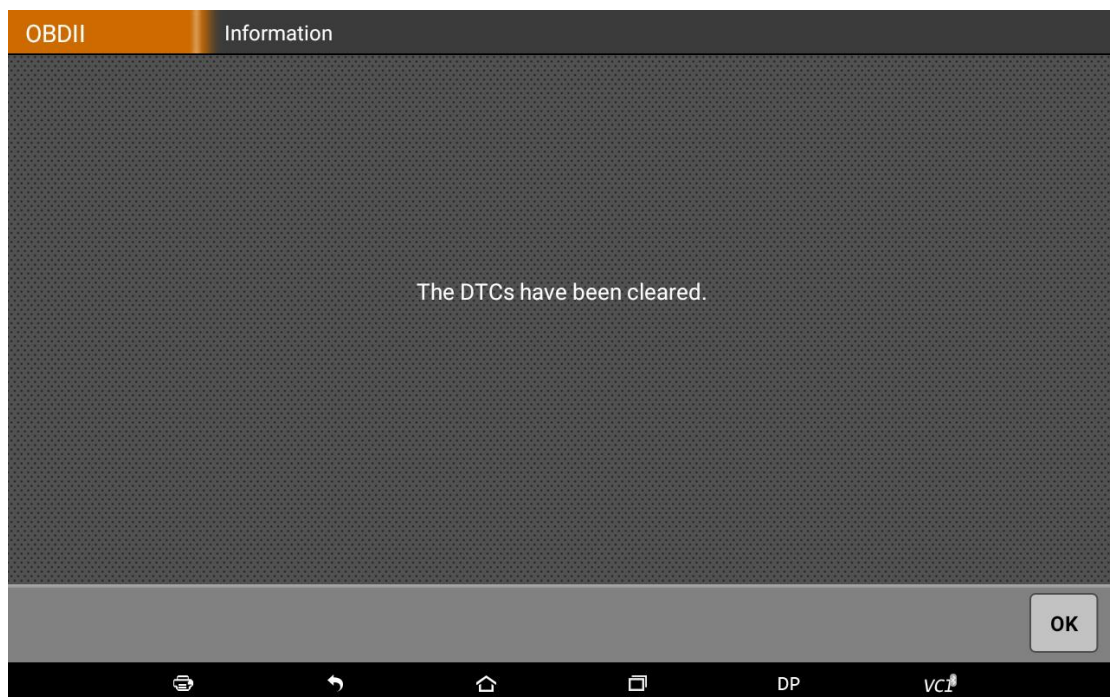 OBDII
Information
The DTCs have been cleared.
OK
DP
VCI